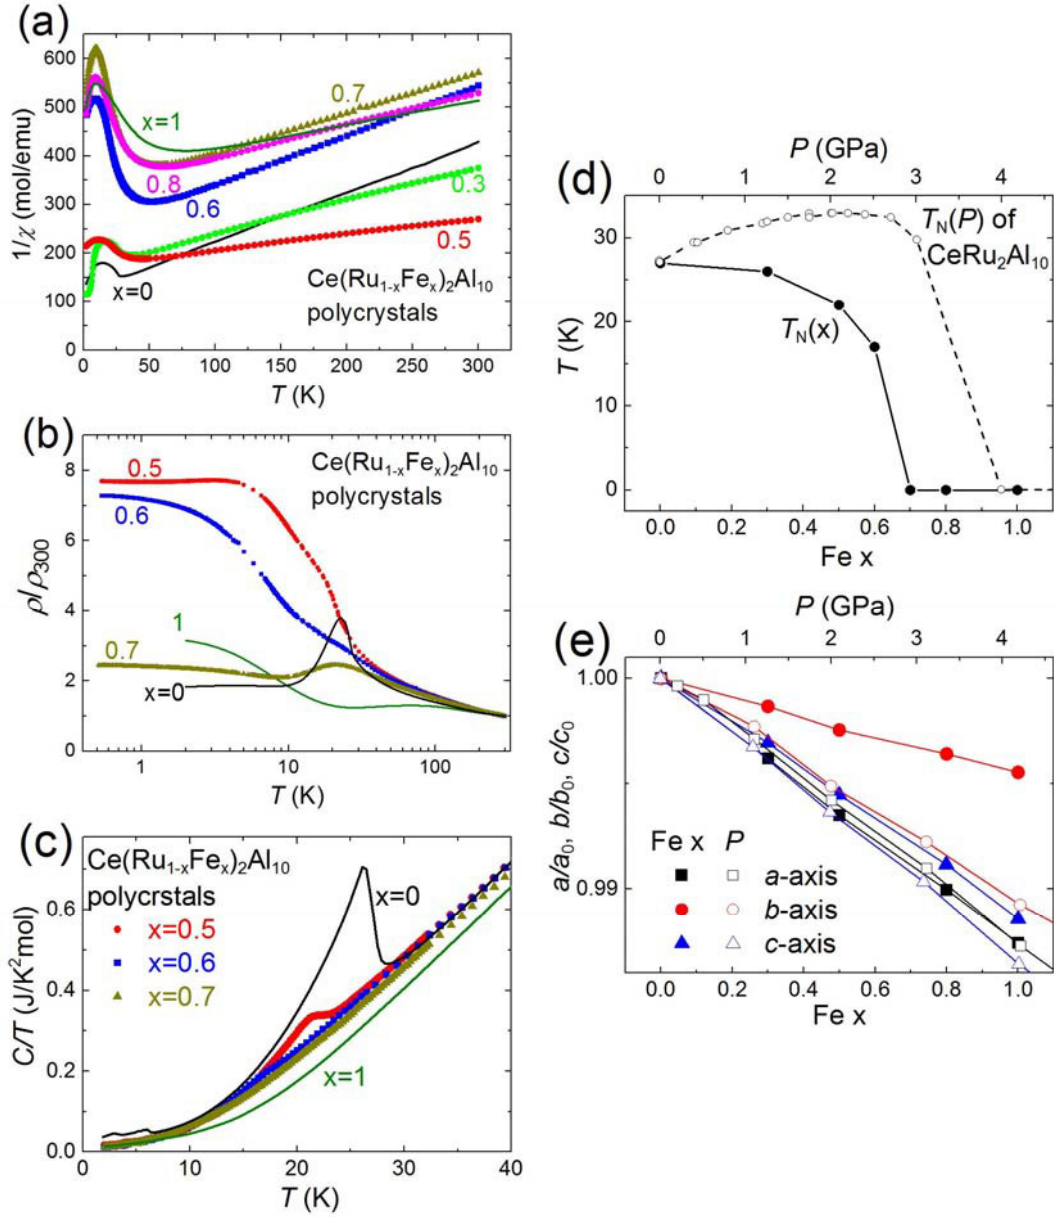 (a)
600
500
400
300
200
100
0
1/χ (mol/emu)
x=1
0.7
0.8
0.6
0.3
0.5
x=0
Ce(Ru1-xFex)2Al10
polycrystals
0 50 100 150 200 250 300
T (K)
(b)
8
6
4
2
0
ρ/ρ300
Ce(Ru1-xFex)2Al10
polycrystals
0.5
0.6
1
0.7
x=0
1 10 100
T (K)
(c)
0.6
0.4
0.2
0.0
C/T (J/K2mol)
Ce(Ru1-xFex)2Al10
polycrstals
x=0.5
x=0.6
x=0.7
x=0
x=1
0 10 20 25 30 35 40
T (K)
(d)
P (GPa)
0 1 2 3 4
30
20
10
0
T (K)
TN(P) of
CeRu2Al10
TN(x)
0.0 0.2 0.4 0.6 0.8 1.0
Fe x
(e)
P (GPa)
0 1 2 3 4
1.00
0.99
a/a0, b/b0, c/c0
Fe x P
a-axis
b-axis
c-axis
0.0 0.2 0.4 0.6 0.8 1.0
Fe x